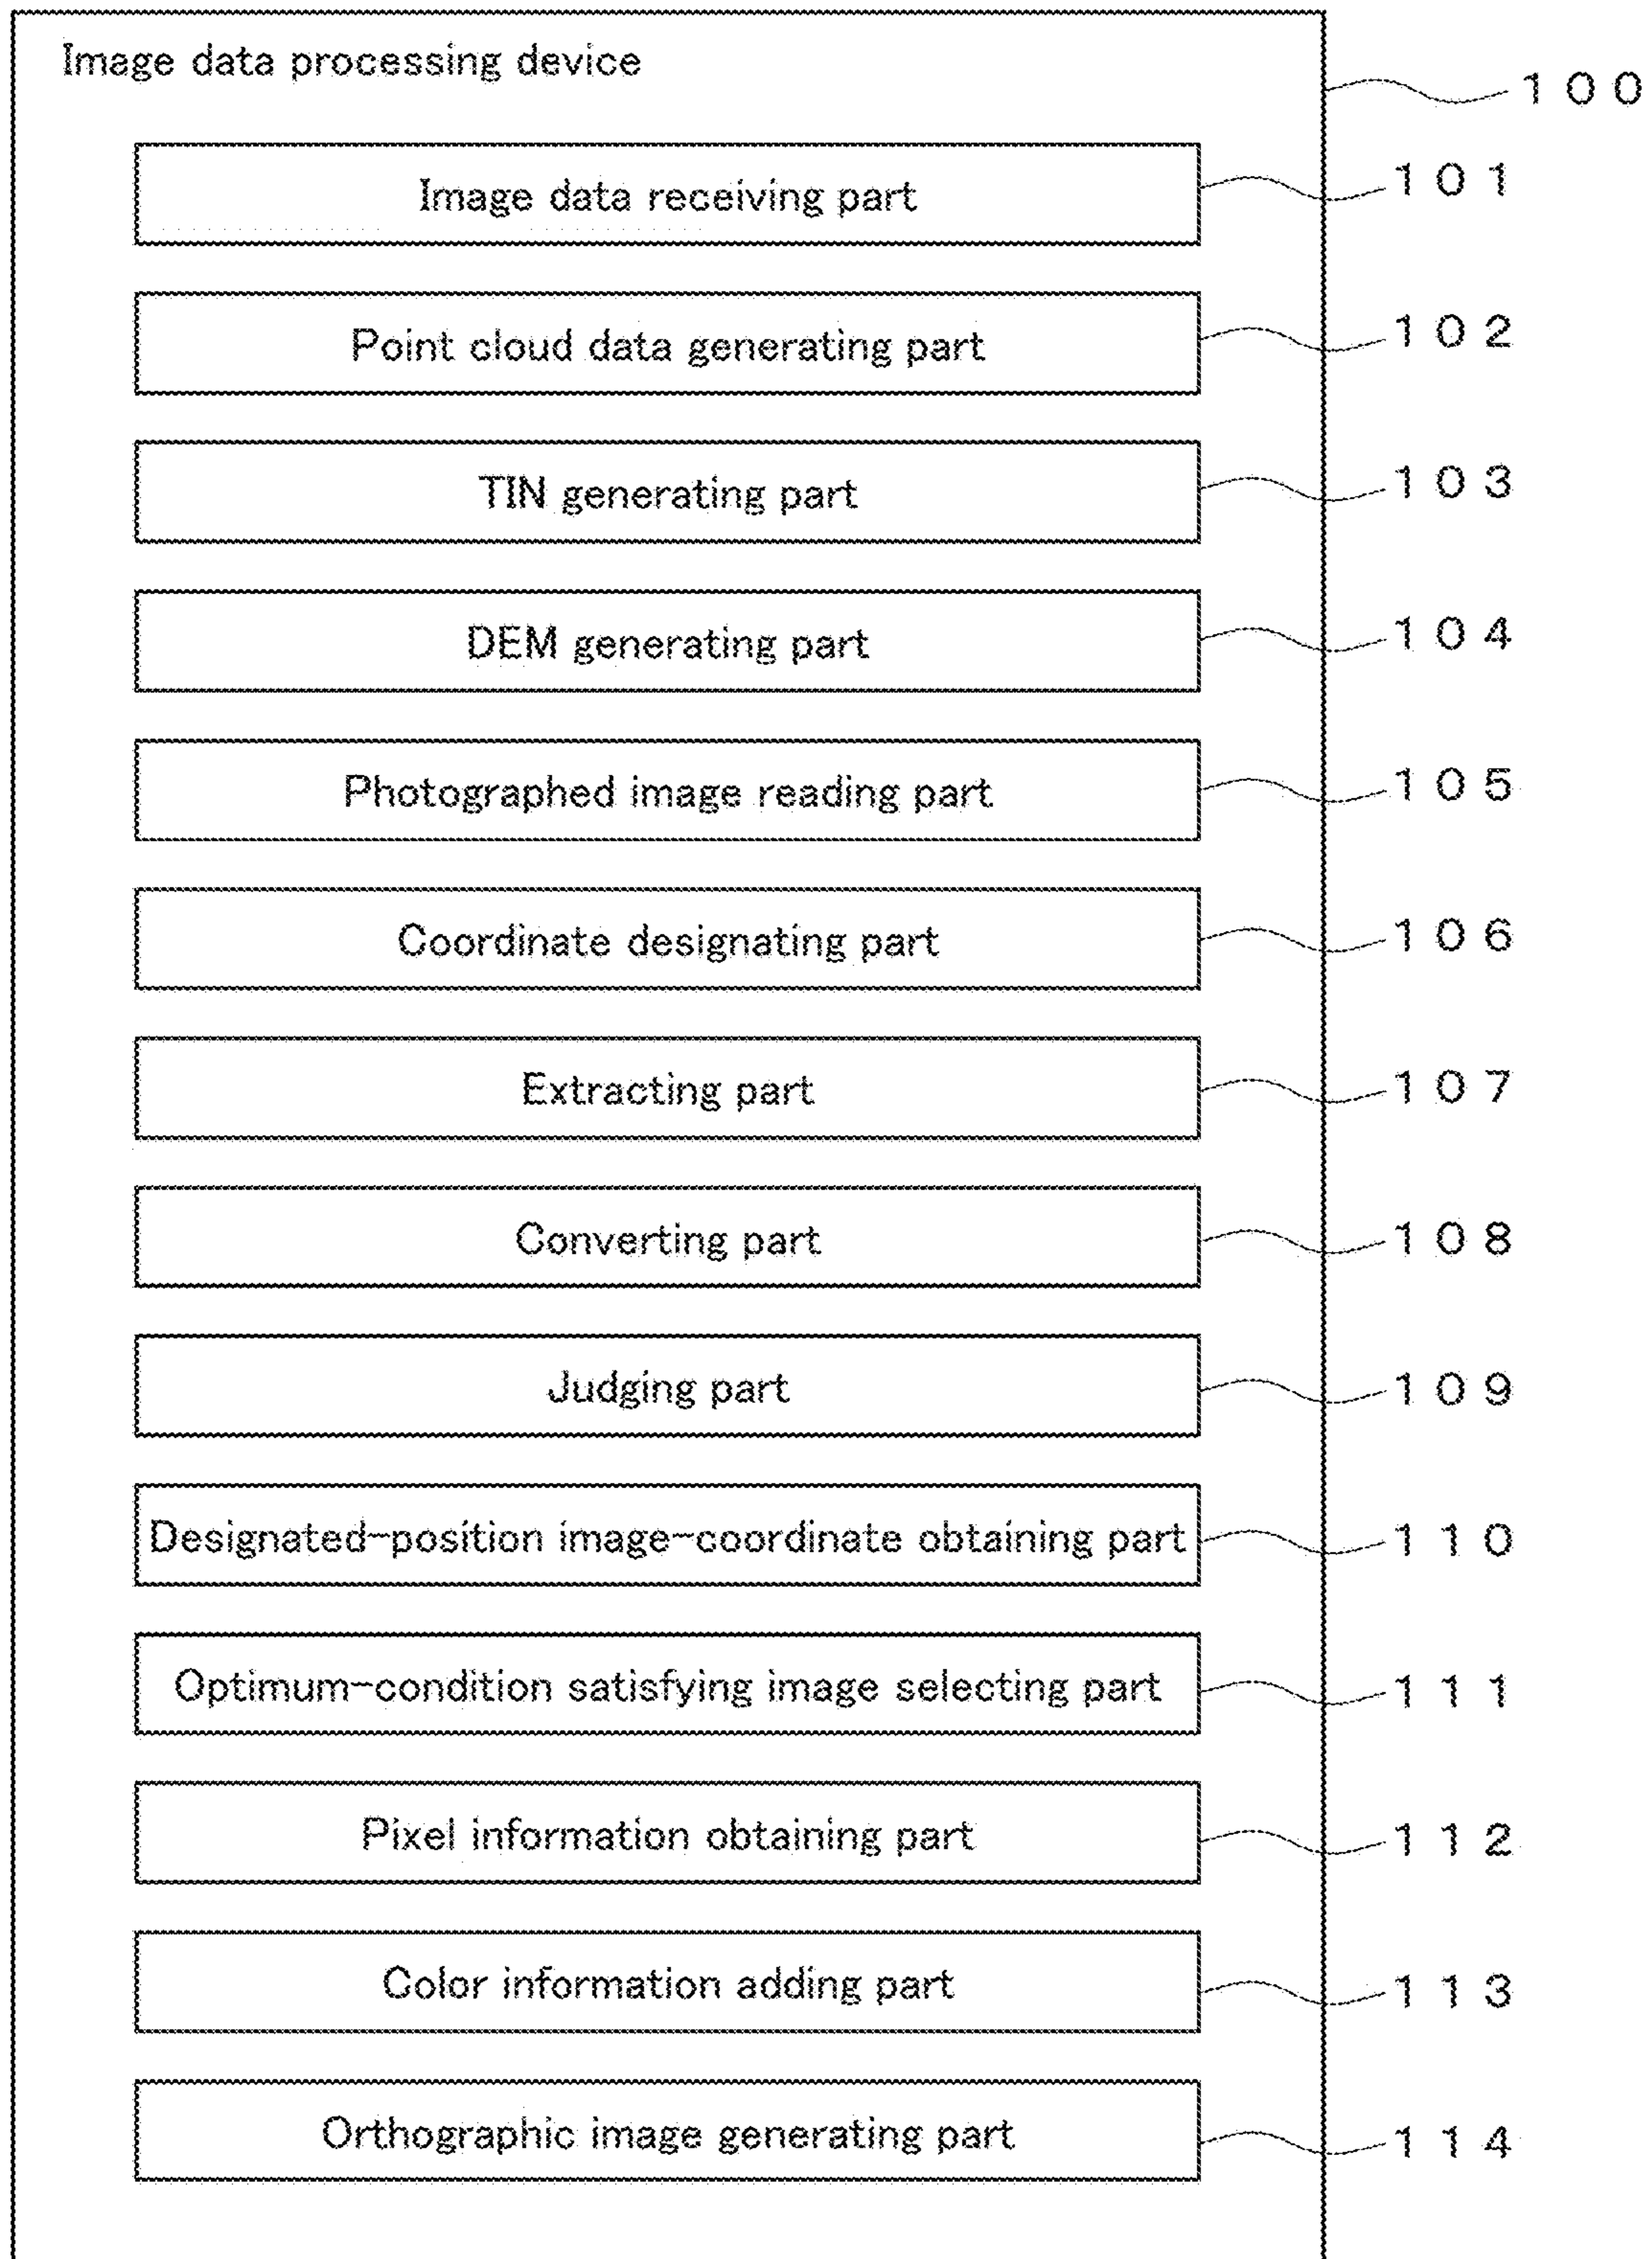 Image data processing device
100
Image data receiving part 101
Point cloud data generating part 102
TIN generating part 103
DEM generating part 104
Photographed image reading part 105
Coordinate designating part 106
Extracting part 107
Converting part 108
Judging part 109
Designated-position image-coordinate obtaining part 110
Optimum-condition satisfying image selecting part 111
Pixel information obtaining part 112
Color information adding part 113
Orthographic image generating part 114